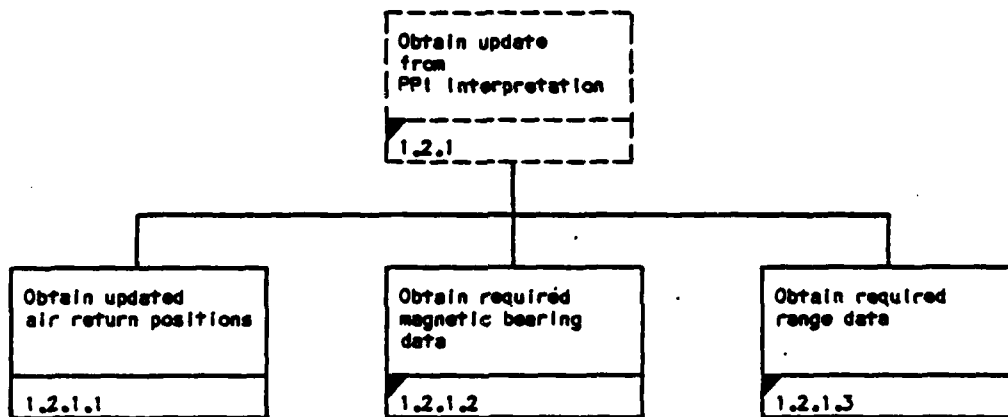 Obtain update
from
PPI interpretation
1.2.1
Obtain updated
air return positions
1.2.1.1
Obtain required
magnetic bearing
data
1.2.1.2
Obtain required
range data
1.2.1.3